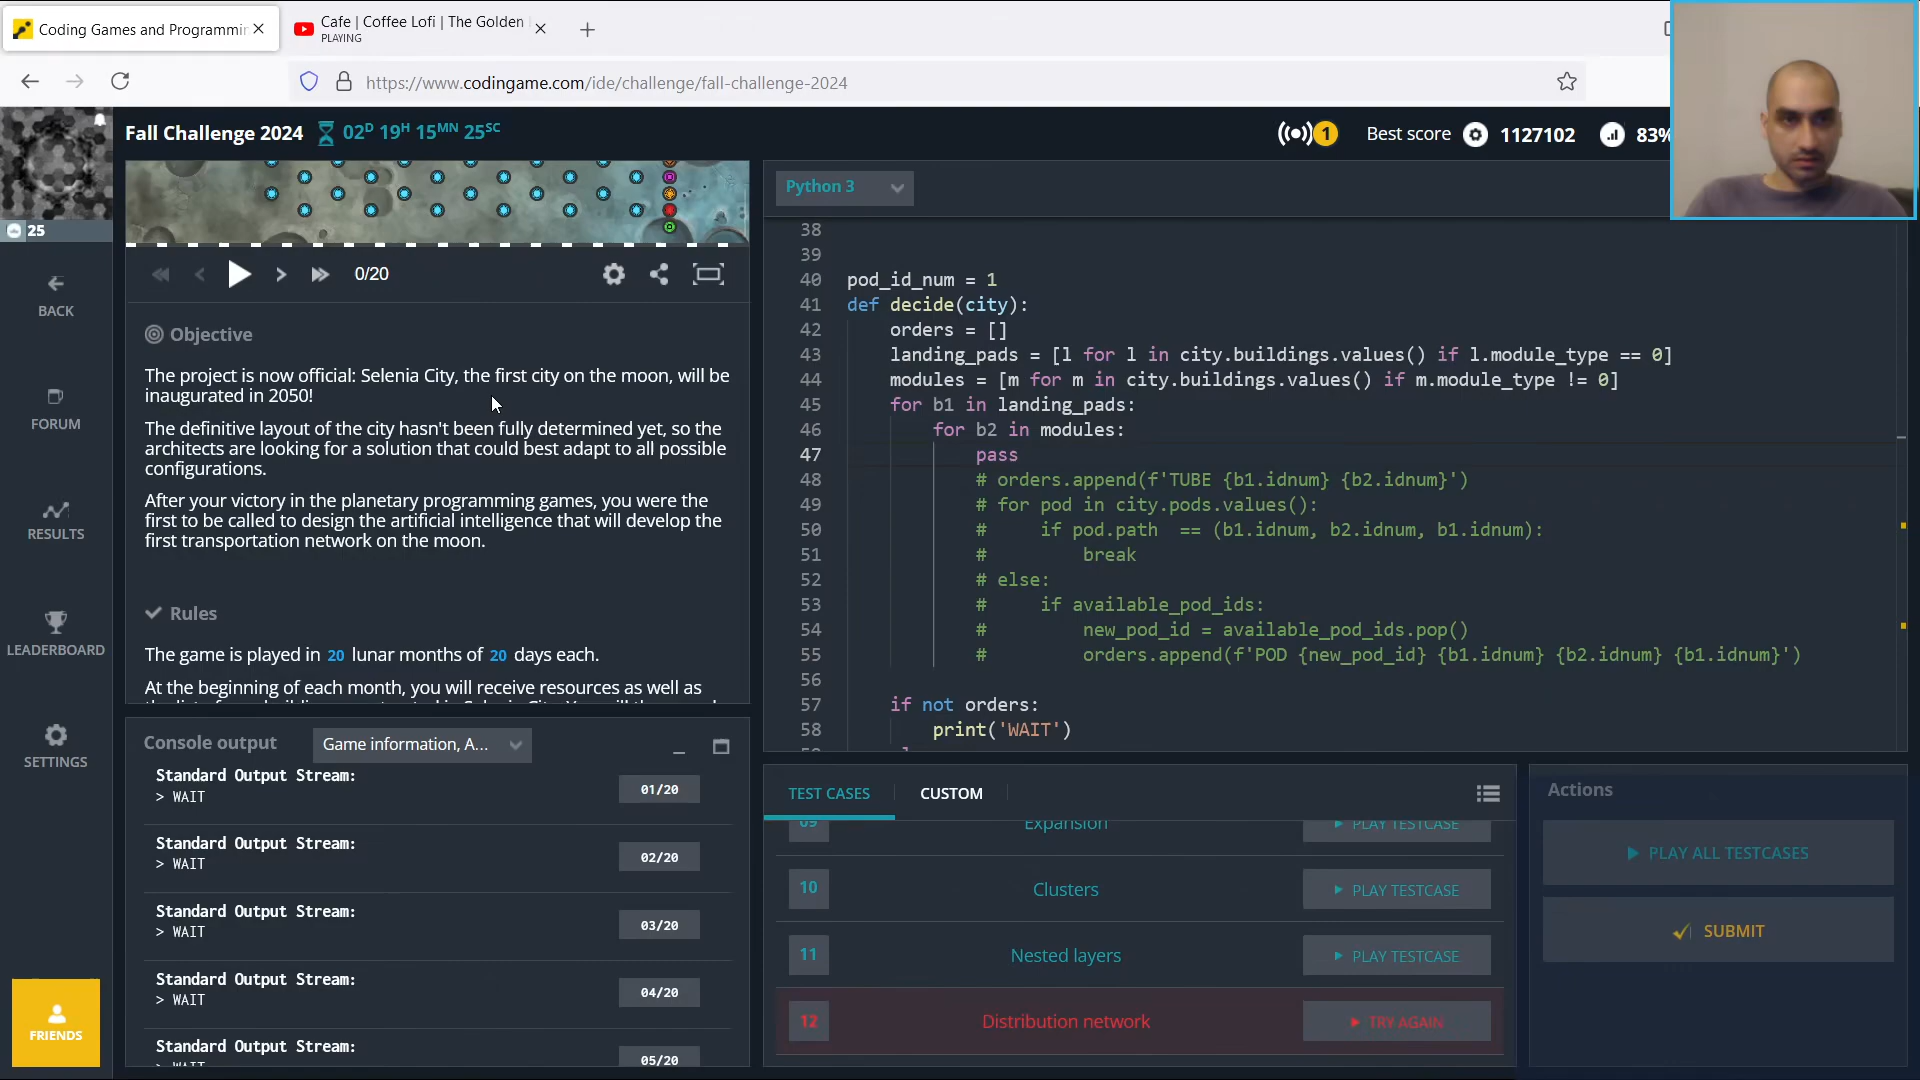 Coding Games and Programmin
Cafe | Coffee Lofi | The Golden
PLAYING
https://www.codingame.com/ide/challenge/fall-challenge-2024
Fall Challenge 2024
02D 19H 15MN 25SC
1
Best score
1127102
83%
25
BACK
FORUM
RESULTS
LEADERBOARD
SETTINGS
FRIENDS
0/20
Objective
The project is now official: Selenia City, the first city on the moon, will be
inaugurated in 2050!
The definitive layout of the city hasn't been fully determined yet, so the
architects are looking for a solution that could best adapt to all possible
configurations.
After your victory in the planetary programming games, you were the
first to be called to design the artificial intelligence that will develop the
first transportation network on the moon.
Rules
The game is played in 20 lunar months of 20 days each.
At the beginning of each month, you will receive resources as well as
Console output
Game information, A...
Standard Output Stream:
> WAIT
01/20
Standard Output Stream:
> WAIT
02/20
Standard Output Stream:
> WAIT
03/20
Standard Output Stream:
> WAIT
04/20
Standard Output Stream:
> WAIT
05/20
Python 3
38
39
40 pod_id_num = 1
41 def decide(city):
42 orders = []
43 landing_pads = [l for l in city.buildings.values() if l.module_type == 0]
44 modules = [m for m in city.buildings.values() if m.module_type != 0]
45 for b1 in landing_pads:
46 for b2 in modules:
47 pass
48 # orders.append(f'TUBE {b1.idnum} {b2.idnum}')
49 # for pod in city.pods.values():
50 # if pod.path == (b1.idnum, b2.idnum, b1.idnum):
51 # break
52 # else:
53 # if available_pod_ids:
54 # new_pod_id = available_pod_ids.pop()
55 # orders.append(f'POD {new_pod_id} {b1.idnum} {b2.idnum} {b1.idnum}')
56
57 if not orders:
58 print('WAIT')
TEST CASES
CUSTOM
09 Expansion PLAY TESTCASE
10 Clusters PLAY TESTCASE
11 Nested layers PLAY TESTCASE
12 Distribution network TRY AGAIN
Actions
PLAY ALL TESTCASES
SUBMIT